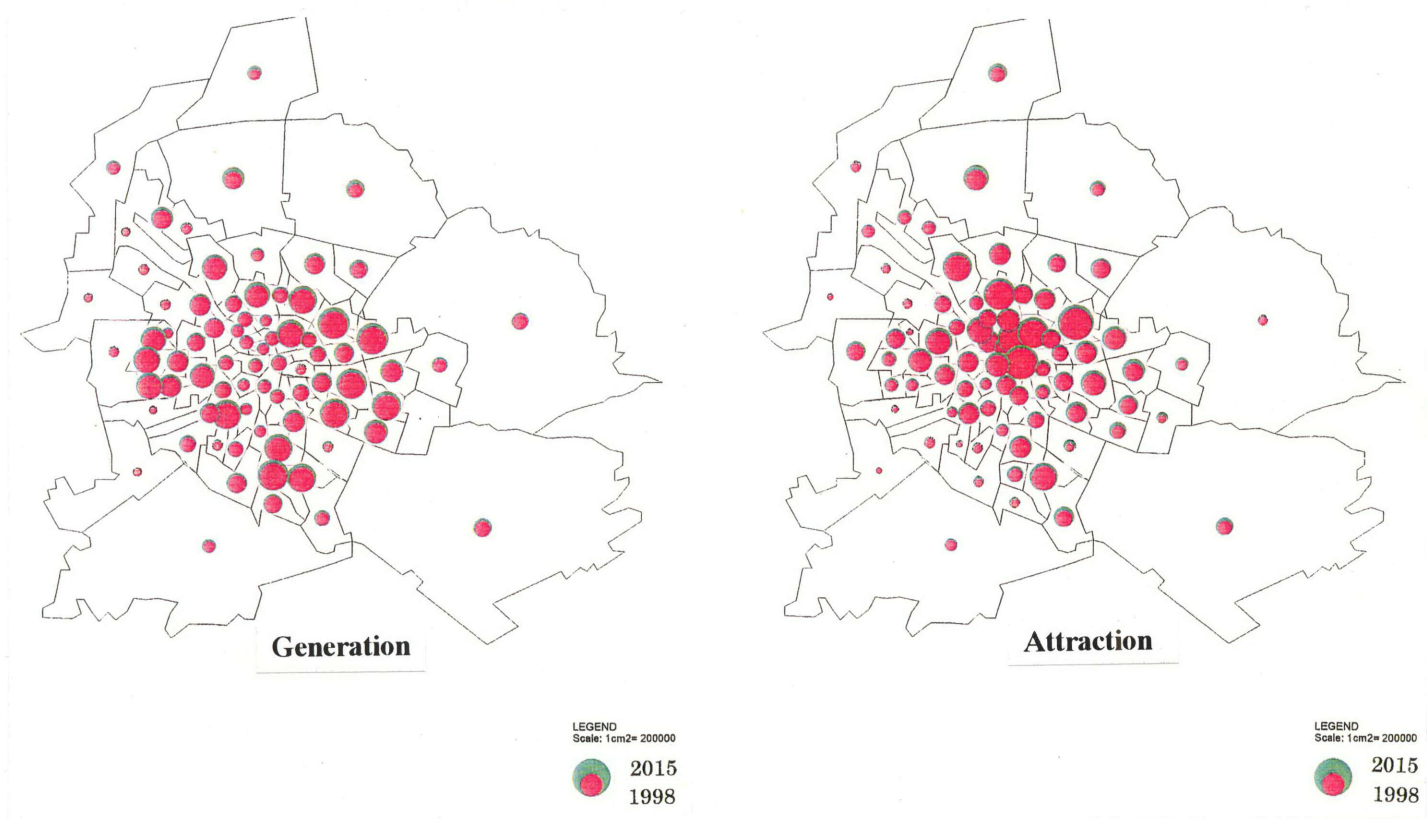 Generation
Attraction
LEGEND
Scale: 1cm2= 200000
2015
1998
LEGEND
Scale: 1cm2= 200000
2015
1998